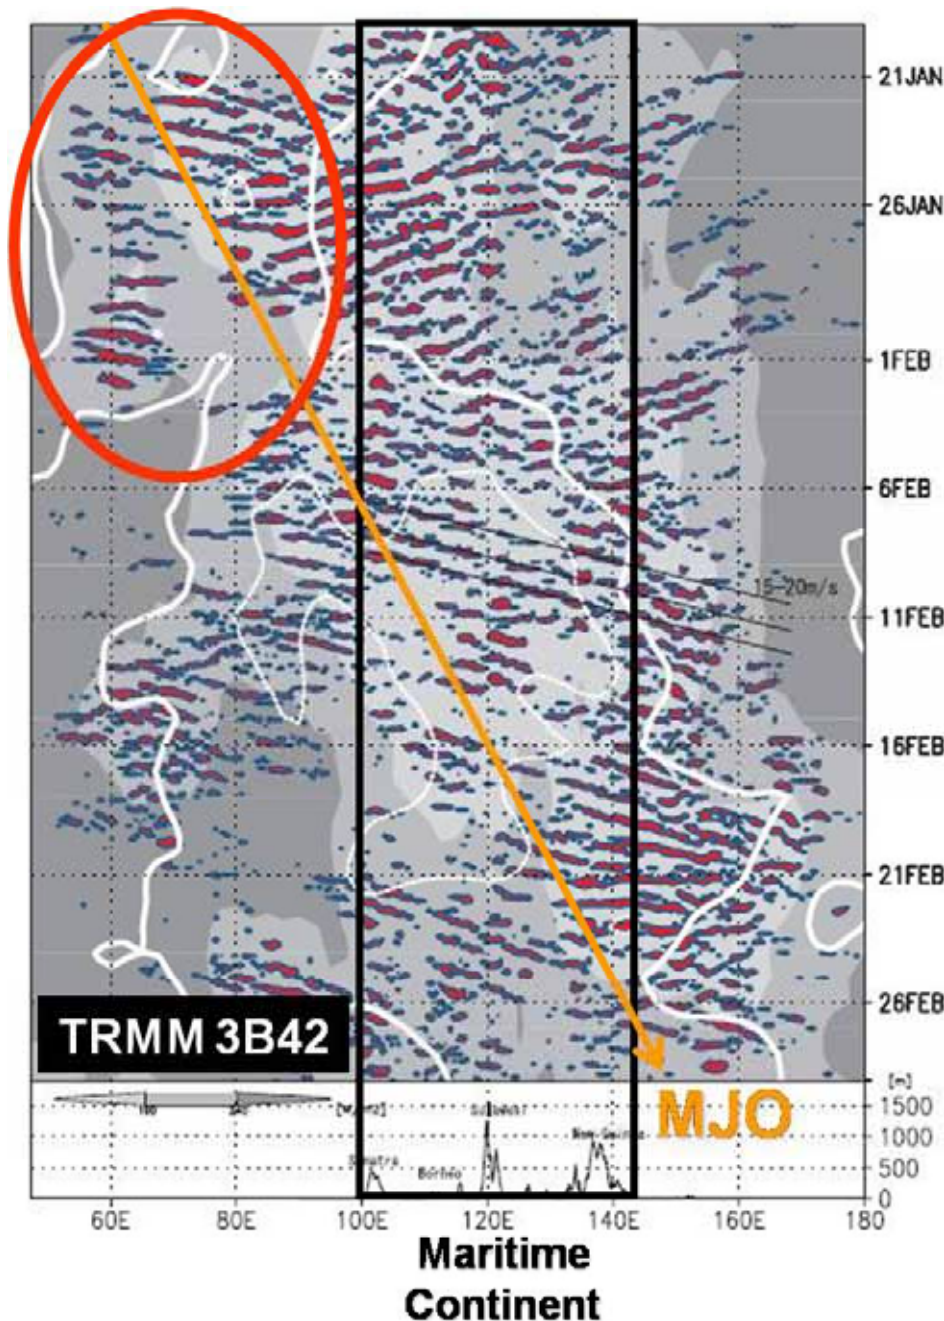 21JAN
26JAN
1FEB
6FEB
15–20m/s
11FEB
16FEB
21FEB
26FEB
TRMM 3B42
[m]
1500
MJO
1000
New-Guinea
Sumatra
Borneo
500
0
60E 80E 100E 120E 140E 160E 180
Maritime
Continent